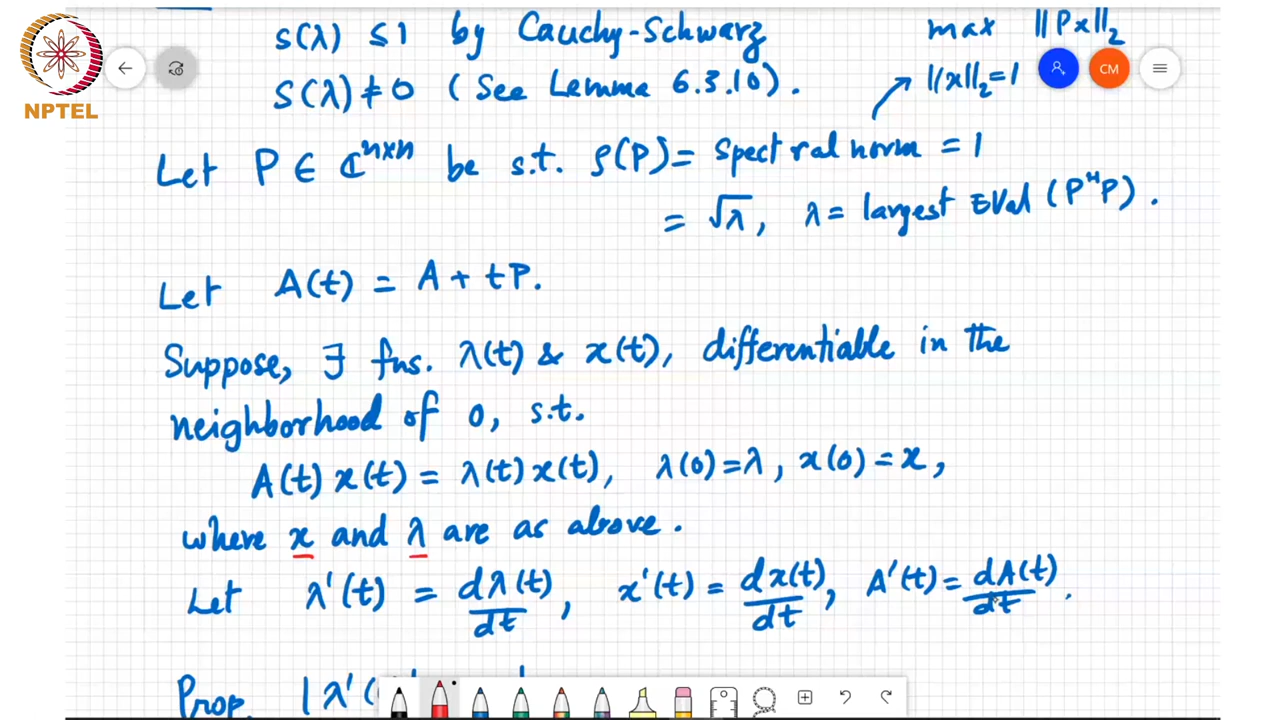 s(λ) ≤ 1 by Cauchy-Schwarz
max ||Px||₂
||x||₂=1
S(λ) ≠ 0 (See Lemma 6.3.10).
NPTEL
CM
Let P ∈ ℂⁿˣⁿ be s.t. ρ(P) = Spectral norm = 1
= √λ, λ = largest EVal (PᴴP).
Let A(t) = A + tP.
Suppose, ∃ fns. λ(t) & x(t), differentiable in the
neighborhood of 0, s.t.
A(t) x(t) = λ(t) x(t), λ(0) = λ, x(0) = x,
where x and λ are as above.
Let λ'(t) = dλ(t)/dt, x'(t) = dx(t)/dt, A'(t) = dA(t)/dt.
Prop. |λ'(